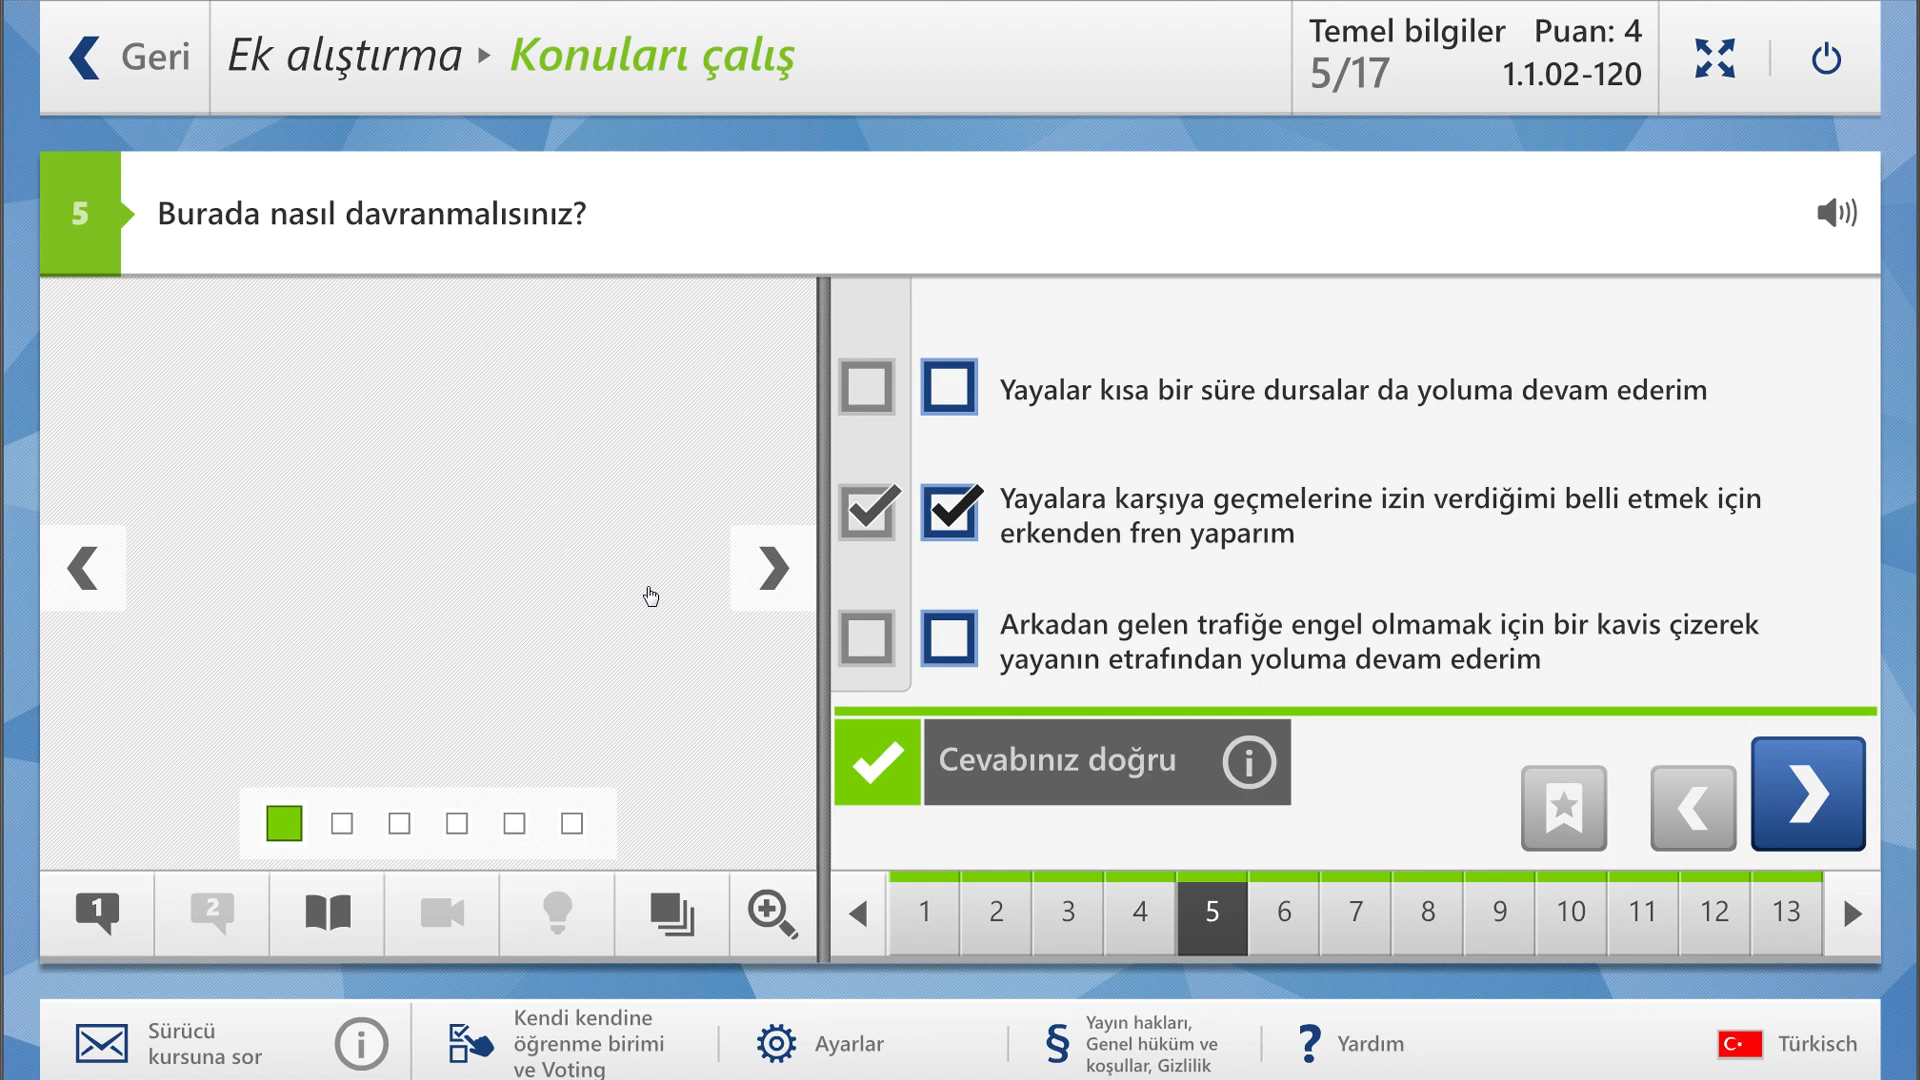 Geri
Ek alıştırma ▸ Konuları çalış
Temel bilgiler Puan: 4
5/17 1.1.02-120
5 Burada nasıl davranmalısınız?
Yayalar kısa bir süre dursalar da yoluma devam ederim
Yayalara karşıya geçmelerine izin verdiğimi belli etmek için
erkenden fren yaparım
Arkadan gelen trafiğe engel olmamak için bir kavis çizerek
yayanın etrafından yoluma devam ederim
Cevabınız doğru
1 2
1 2 3 4 5 6 7 8 9 10 11 12 13
Sürücü
kursuna sor
Kendi kendine
öğrenme birimi
ve Voting
Ayarlar
§ Yayın hakları,
Genel hüküm ve
koşullar, Gizlilik
? Yardım
Türkisch